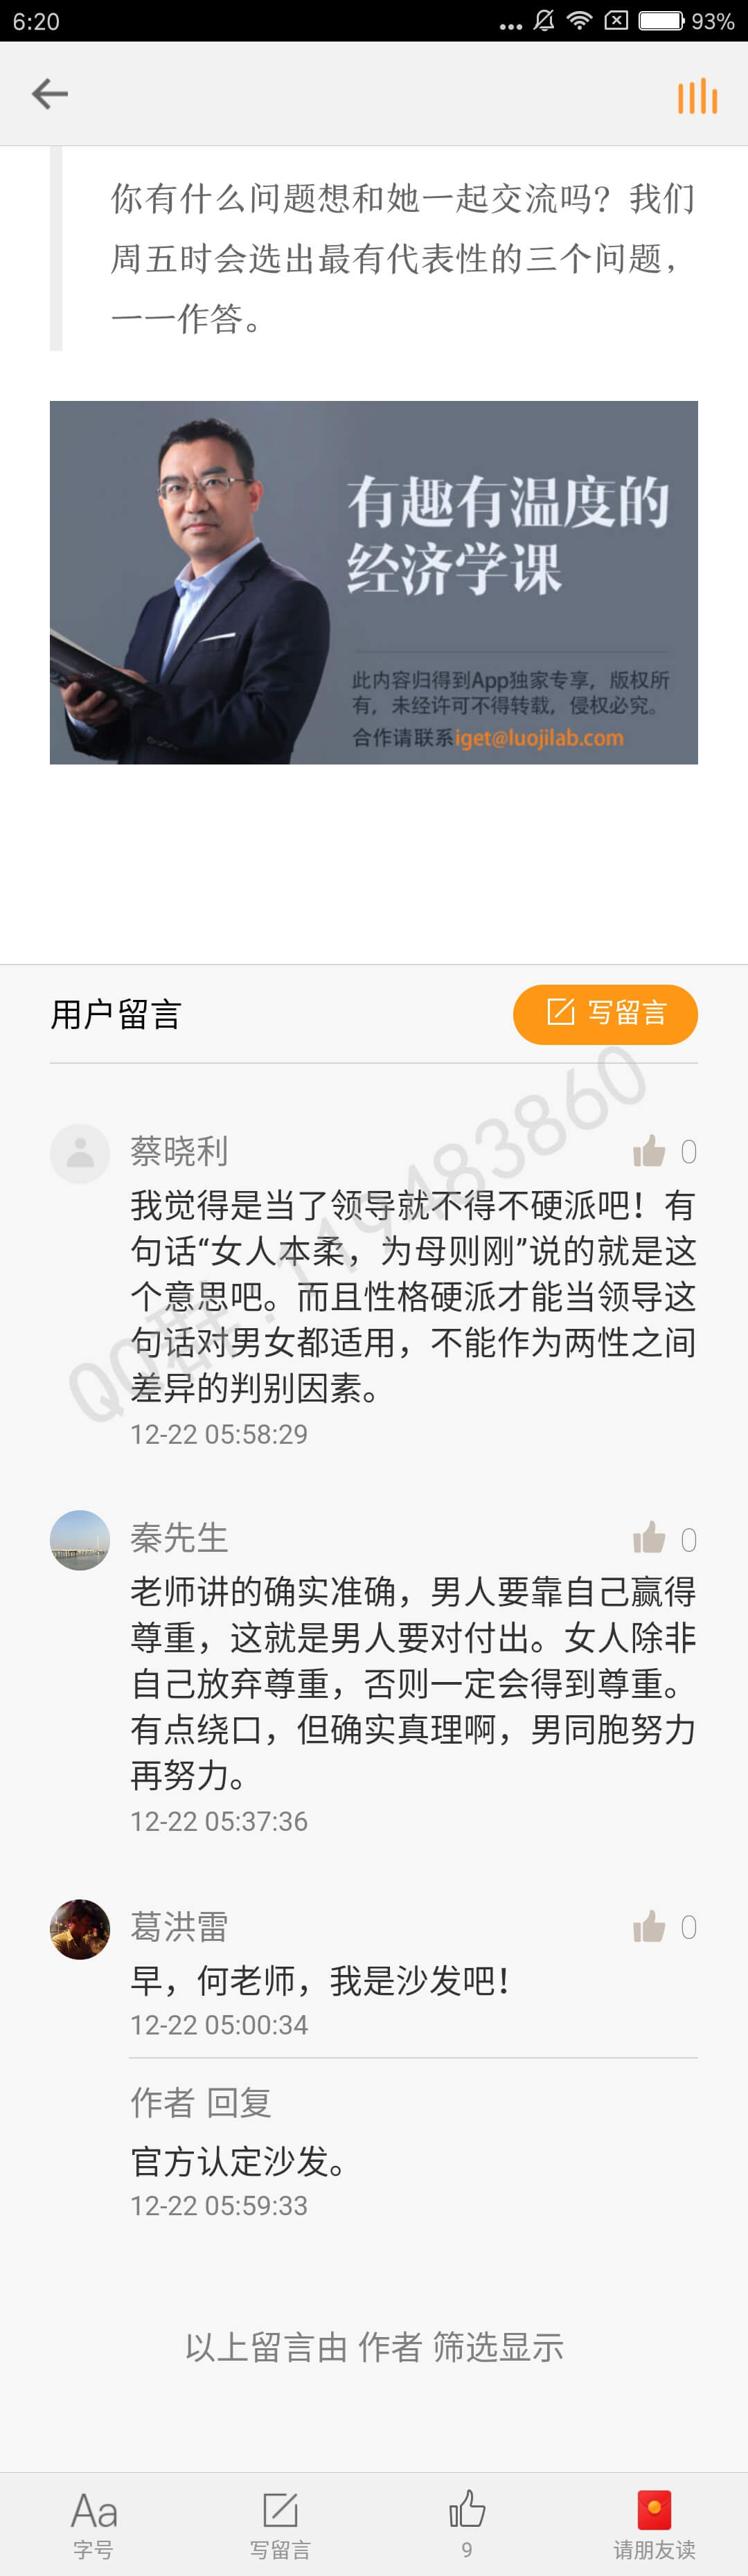 6:20
93%
你有什么问题想和她一起交流吗？我们
周五时会选出最有代表性的三个问题，
一一作答。
有趣有温度的
经济学课
此内容归得到App独家专享，版权所
有，未经许可不得转载，侵权必究。
合作请联系iget@luojilab.com
用户留言
写留言
QQ群：119483860
蔡晓利
0
我觉得是当了领导就不得不硬派吧！有
句话“女人本柔，为母则刚”说的就是这
个意思吧。而且性格硬派才能当领导这
句话对男女都适用，不能作为两性之间
差异的判别因素。
12-22 05:58:29
秦先生
0
老师讲的确实准确，男人要靠自己赢得
尊重，这就是男人要对付出。女人除非
自己放弃尊重，否则一定会得到尊重。
有点绕口，但确实真理啊，男同胞努力
再努力。
12-22 05:37:36
葛洪雷
0
早，何老师，我是沙发吧！
12-22 05:00:34
作者 回复
官方认定沙发。
12-22 05:59:33
以上留言由 作者 筛选显示
Aa
字号
写留言
9
请朋友读